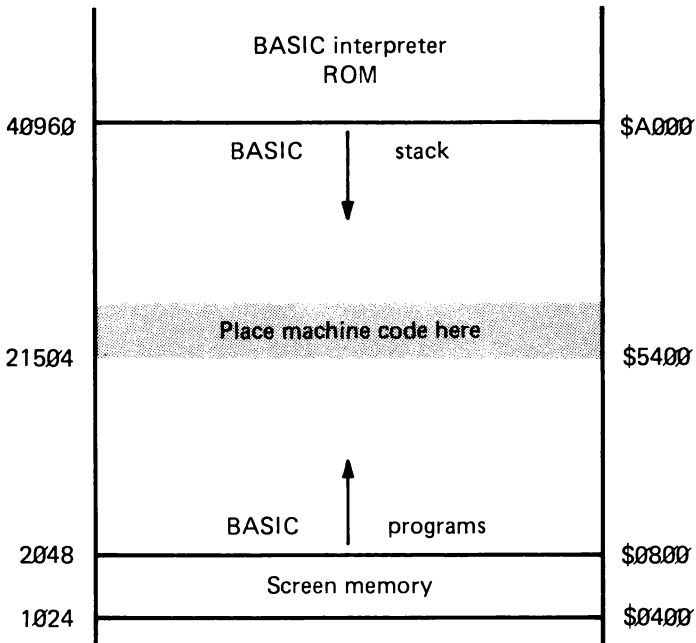 BASIC interpreter
ROM
40960 $A000
BASIC stack
Place machine code here
21504 $5400
BASIC programs
2048 $0800
Screen memory
1024 $0400